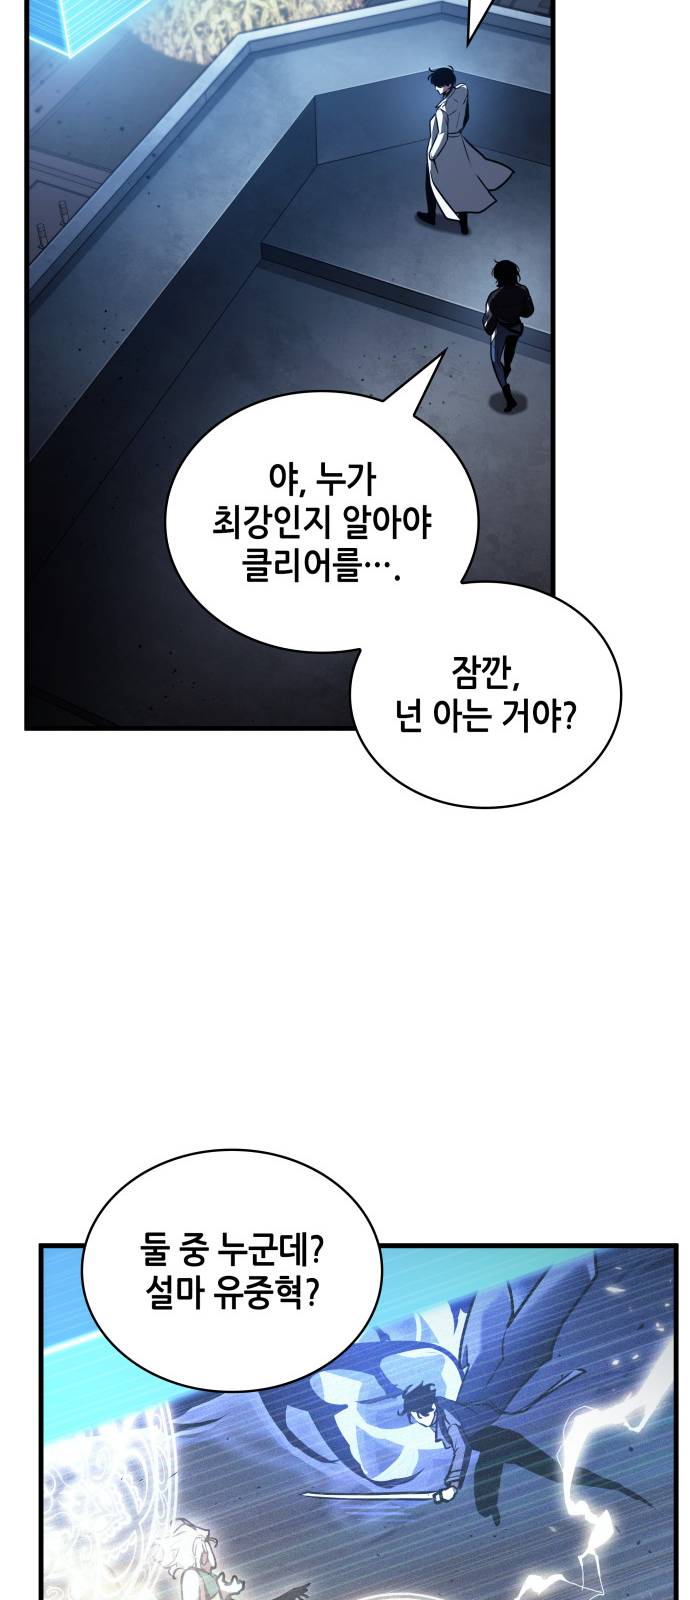 야, 누가
최강인지 알아야
클리어를….
잠깐,
넌 아는 거야?
둘 중 누군데?
설마 유중혁?